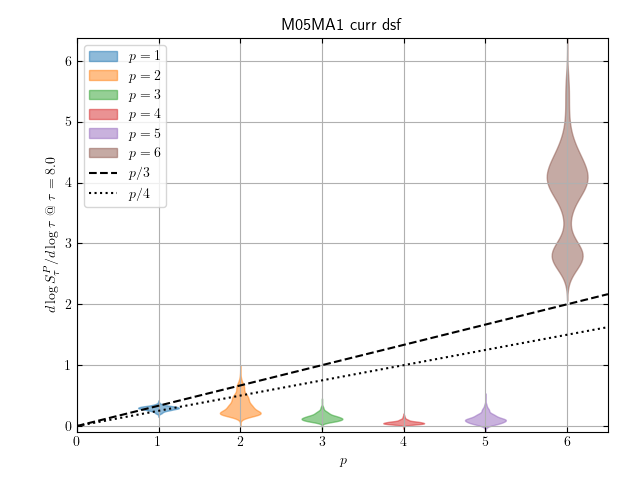 M05MA1 curr dsf
d log S_τ^P / d log τ @ τ = 8.0
6
5
4
3
2
1
0
p = 1
p = 2
p = 3
p = 4
p = 5
p = 6
p/3
p/4
0 1 2 3 4 5 6
p